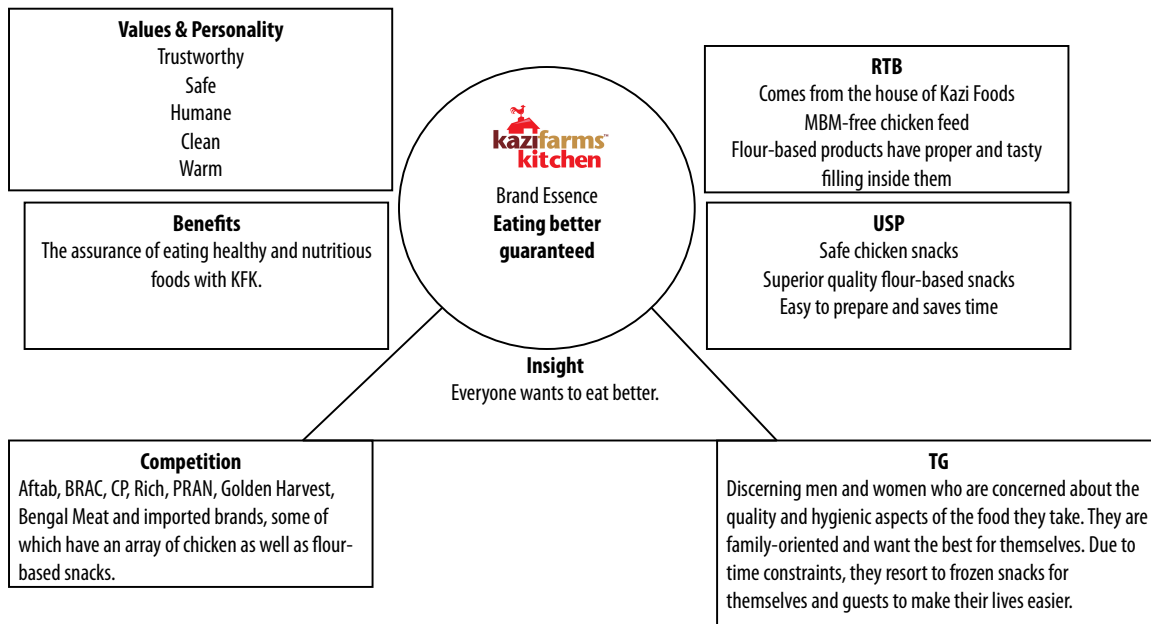 Values & Personality
Trustworthy
Safe
Humane
Clean
Warm
Benefits
The assurance of eating healthy and nutritious
foods with KFK.
kazifarms™
kitchen
Brand Essence
Eating better
guaranteed
RTB
Comes from the house of Kazi Foods
MBM-free chicken feed
Flour-based products have proper and tasty
filling inside them
USP
Safe chicken snacks
Superior quality flour-based snacks
Easy to prepare and saves time
Insight
Everyone wants to eat better.
Competition
Aftab, BRAC, CP, Rich, PRAN, Golden Harvest,
Bengal Meat and imported brands, some of
which have an array of chicken as well as flour-
based snacks.
TG
Discerning men and women who are concerned about the
quality and hygienic aspects of the food they take. They are
family-oriented and want the best for themselves. Due to
time constraints, they resort to frozen snacks for
themselves and guests to make their lives easier.